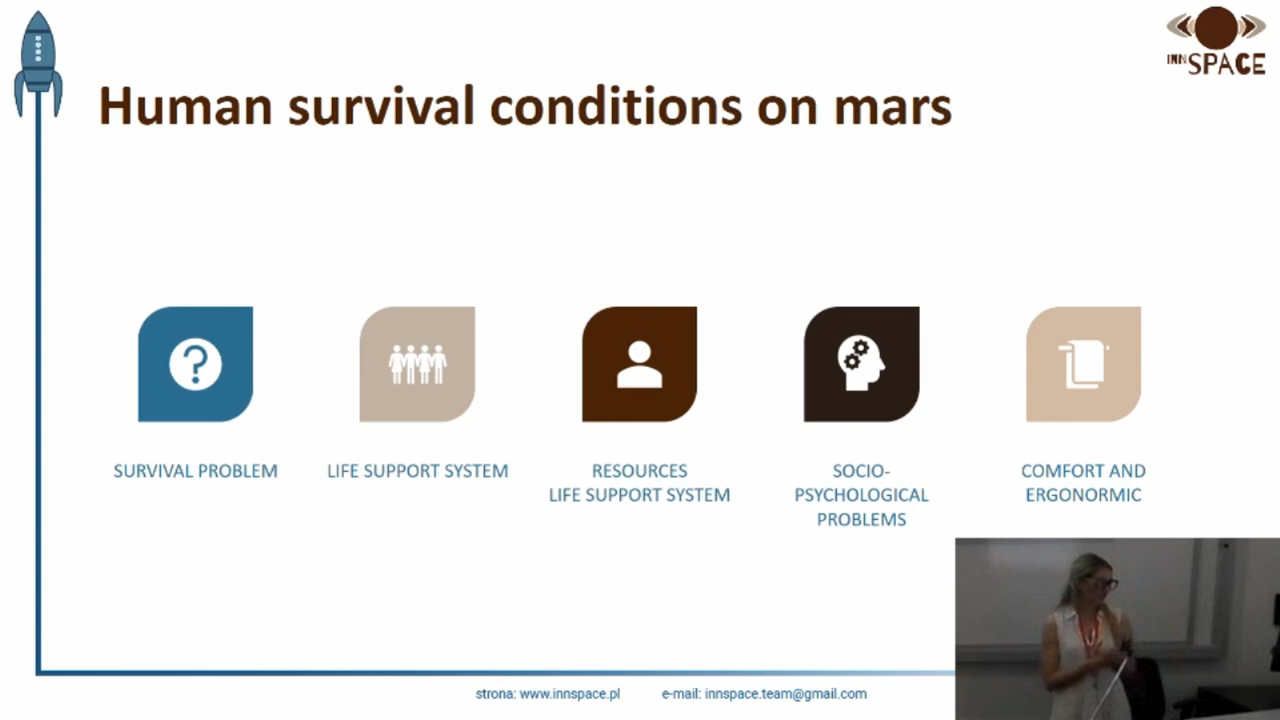 INNSPACE
Human survival conditions on mars
SURVIVAL PROBLEM
LIFE SUPPORT SYSTEM
RESOURCES
LIFE SUPPORT SYSTEM
SOCIO-
PSYCHOLOGICAL
PROBLEMS
COMFORT AND
ERGONORMIC
strona: www.innspace.pl
e-mail: innspace.team@gmail.com